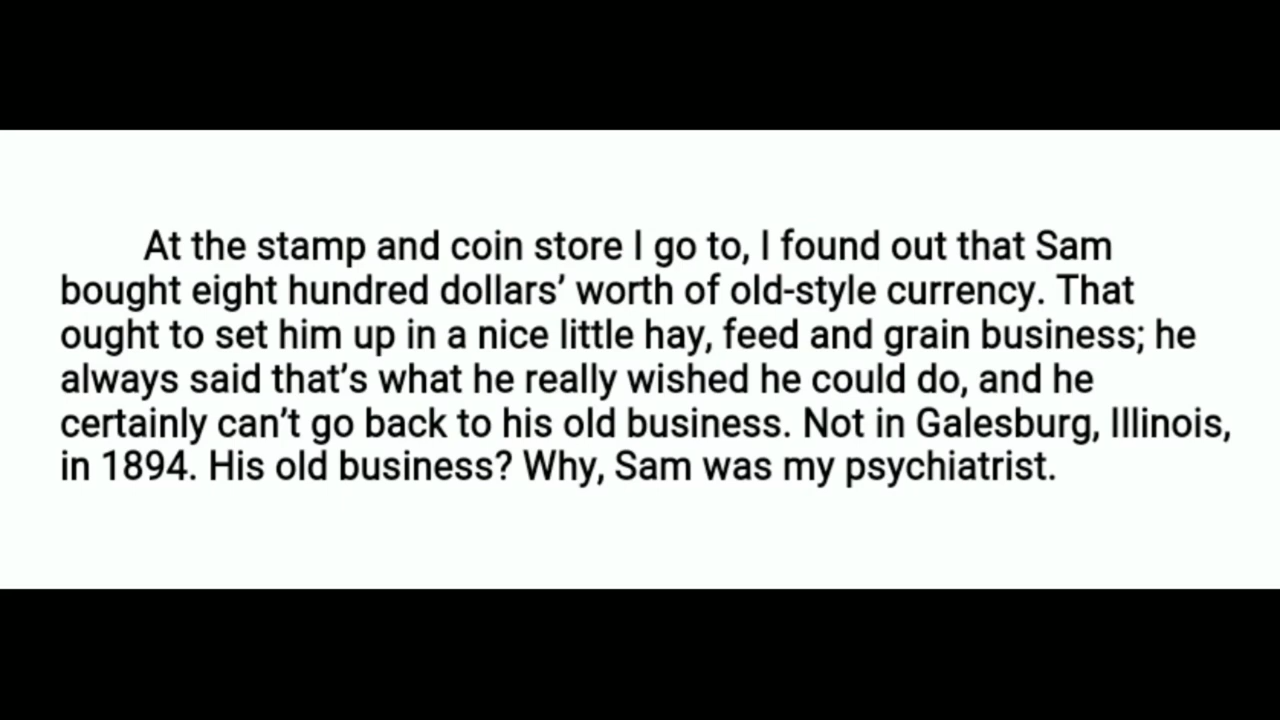 At the stamp and coin store I go to, I found out that Sam
bought eight hundred dollars’ worth of old-style currency. That
ought to set him up in a nice little hay, feed and grain business; he
always said that’s what he really wished he could do, and he
certainly can’t go back to his old business. Not in Galesburg, Illinois,
in 1894. His old business? Why, Sam was my psychiatrist.